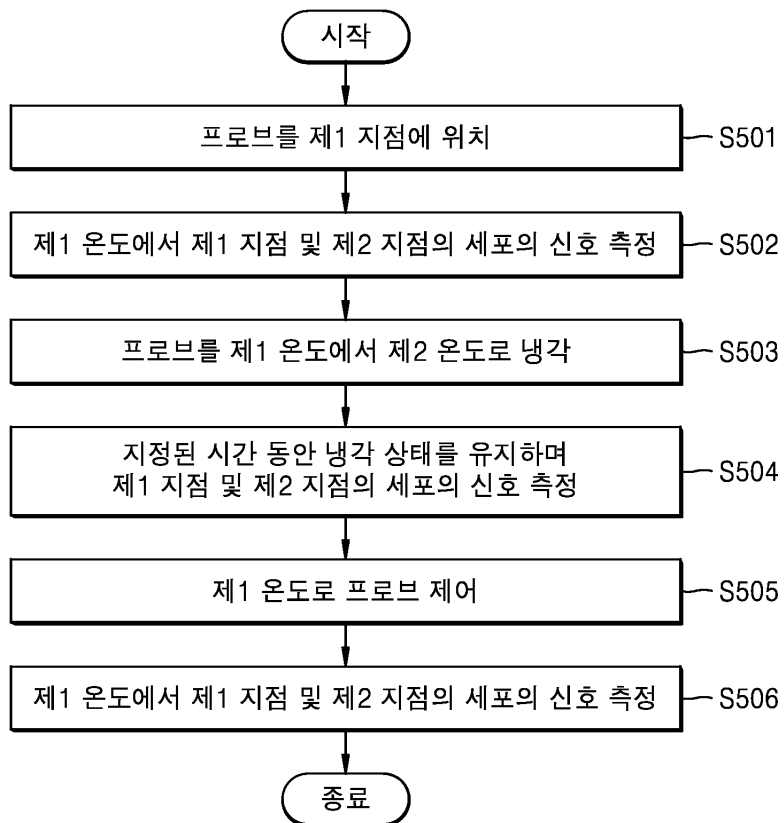 시작
프로브를 제1 지점에 위치
S501
제1 온도에서 제1 지점 및 제2 지점의 세포의 신호 측정
S502
프로브를 제1 온도에서 제2 온도로 냉각
S503
지정된 시간 동안 냉각 상태를 유지하며
제1 지점 및 제2 지점의 세포의 신호 측정
S504
제1 온도로 프로브 제어
S505
제1 온도에서 제1 지점 및 제2 지점의 세포의 신호 측정
S506
종료